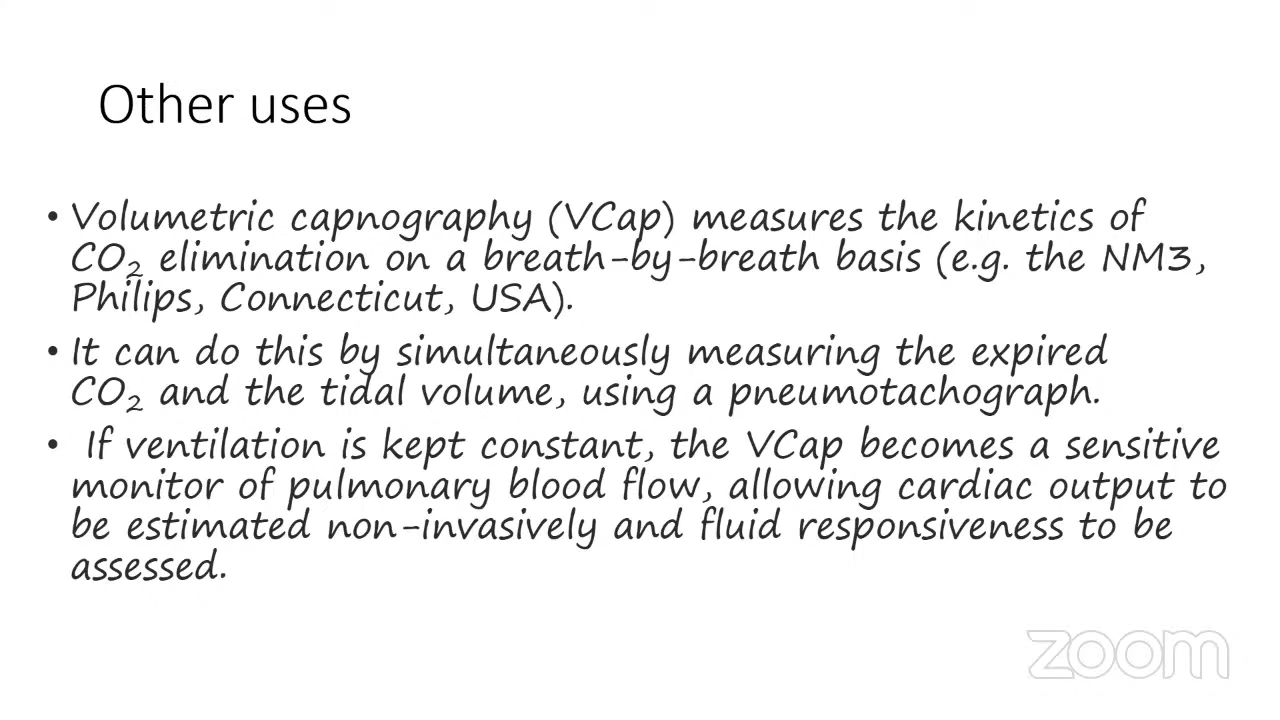 Other uses
• Volumetric capnography (VCap) measures the kinetics of
CO₂ elimination on a breath-by-breath basis (e.g. the NM3,
Philips, Connecticut, USA).
• It can do this by simultaneously measuring the expired
CO₂ and the tidal volume, using a pneumotachograph.
• If ventilation is kept constant, the VCap becomes a sensitive
monitor of pulmonary blood flow, allowing cardiac output to
be estimated non-invasively and fluid responsiveness to be
assessed.
zoom